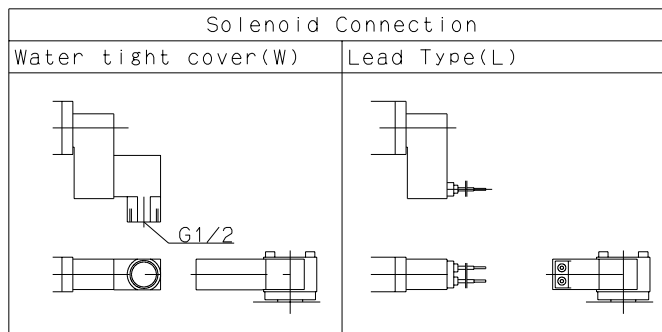 Solenoid Connection
Water tight cover(W)
Lead Type(L)
G1/2